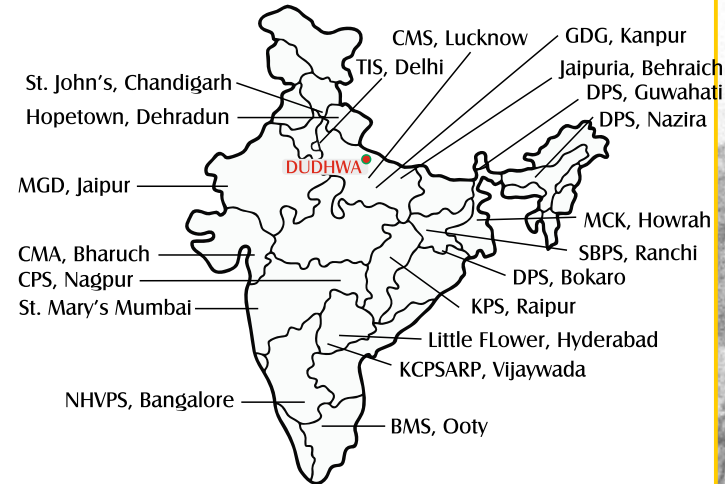 CMS, Lucknow
GDG, Kanpur
TIS, Delhi
Jaipuria, Behraich
St. John's, Chandigarh
DPS, Guwahati
Hopetown, Dehradun
DPS, Nazira
DUDHWA
MGD, Jaipur
MCK, Howrah
CMA, Bharuch
SBPS, Ranchi
CPS, Nagpur
DPS, Bokaro
St. Mary's Mumbai
KPS, Raipur
Little FLower, Hyderabad
KCPSARP, Vijaywada
NHVPS, Bangalore
BMS, Ooty